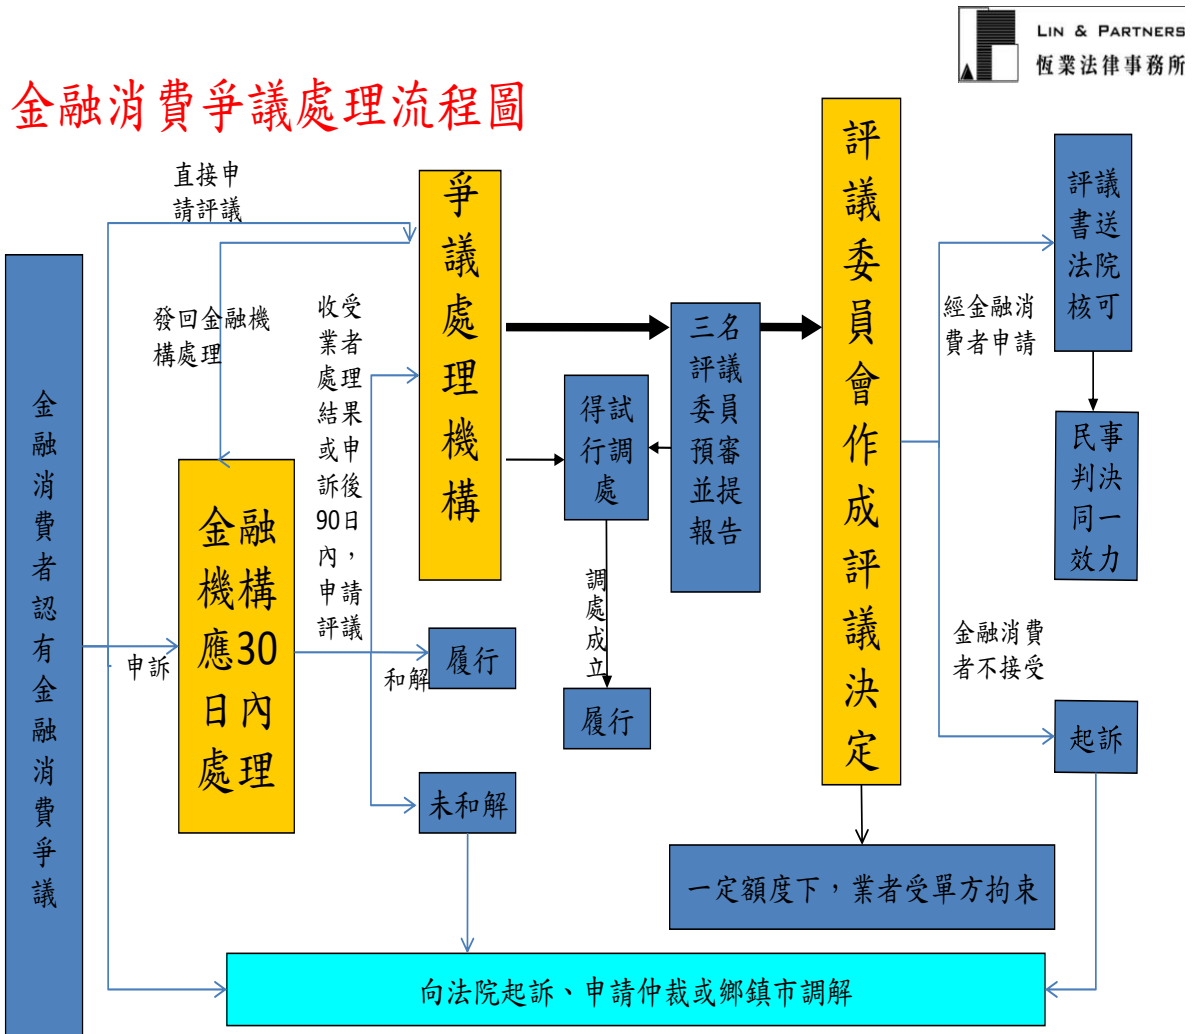 LIN & PARTNERS
恆業法律事務所
金融消費爭議處理流程圖
直接申
請評議
發回金融機
構處理
金融消費者認有金融消費爭議
申訴
金融
機構
應30
日內
處理
收受
業者
處理
結果
或申
訴後
90日
內，
申請
評議
和解
履行
未和解
爭議處理機構
得試
行調
處
調處成立
履行
三名
評議
委員
預審
並提
報告
評議委員會作成評議決定
經金融消
費者申請
評議
書送
法院
核可
民事
判決
同一
效力
金融消費
者不接受
起訴
一定額度下，業者受單方拘束
向法院起訴、申請仲裁或鄉鎮市調解